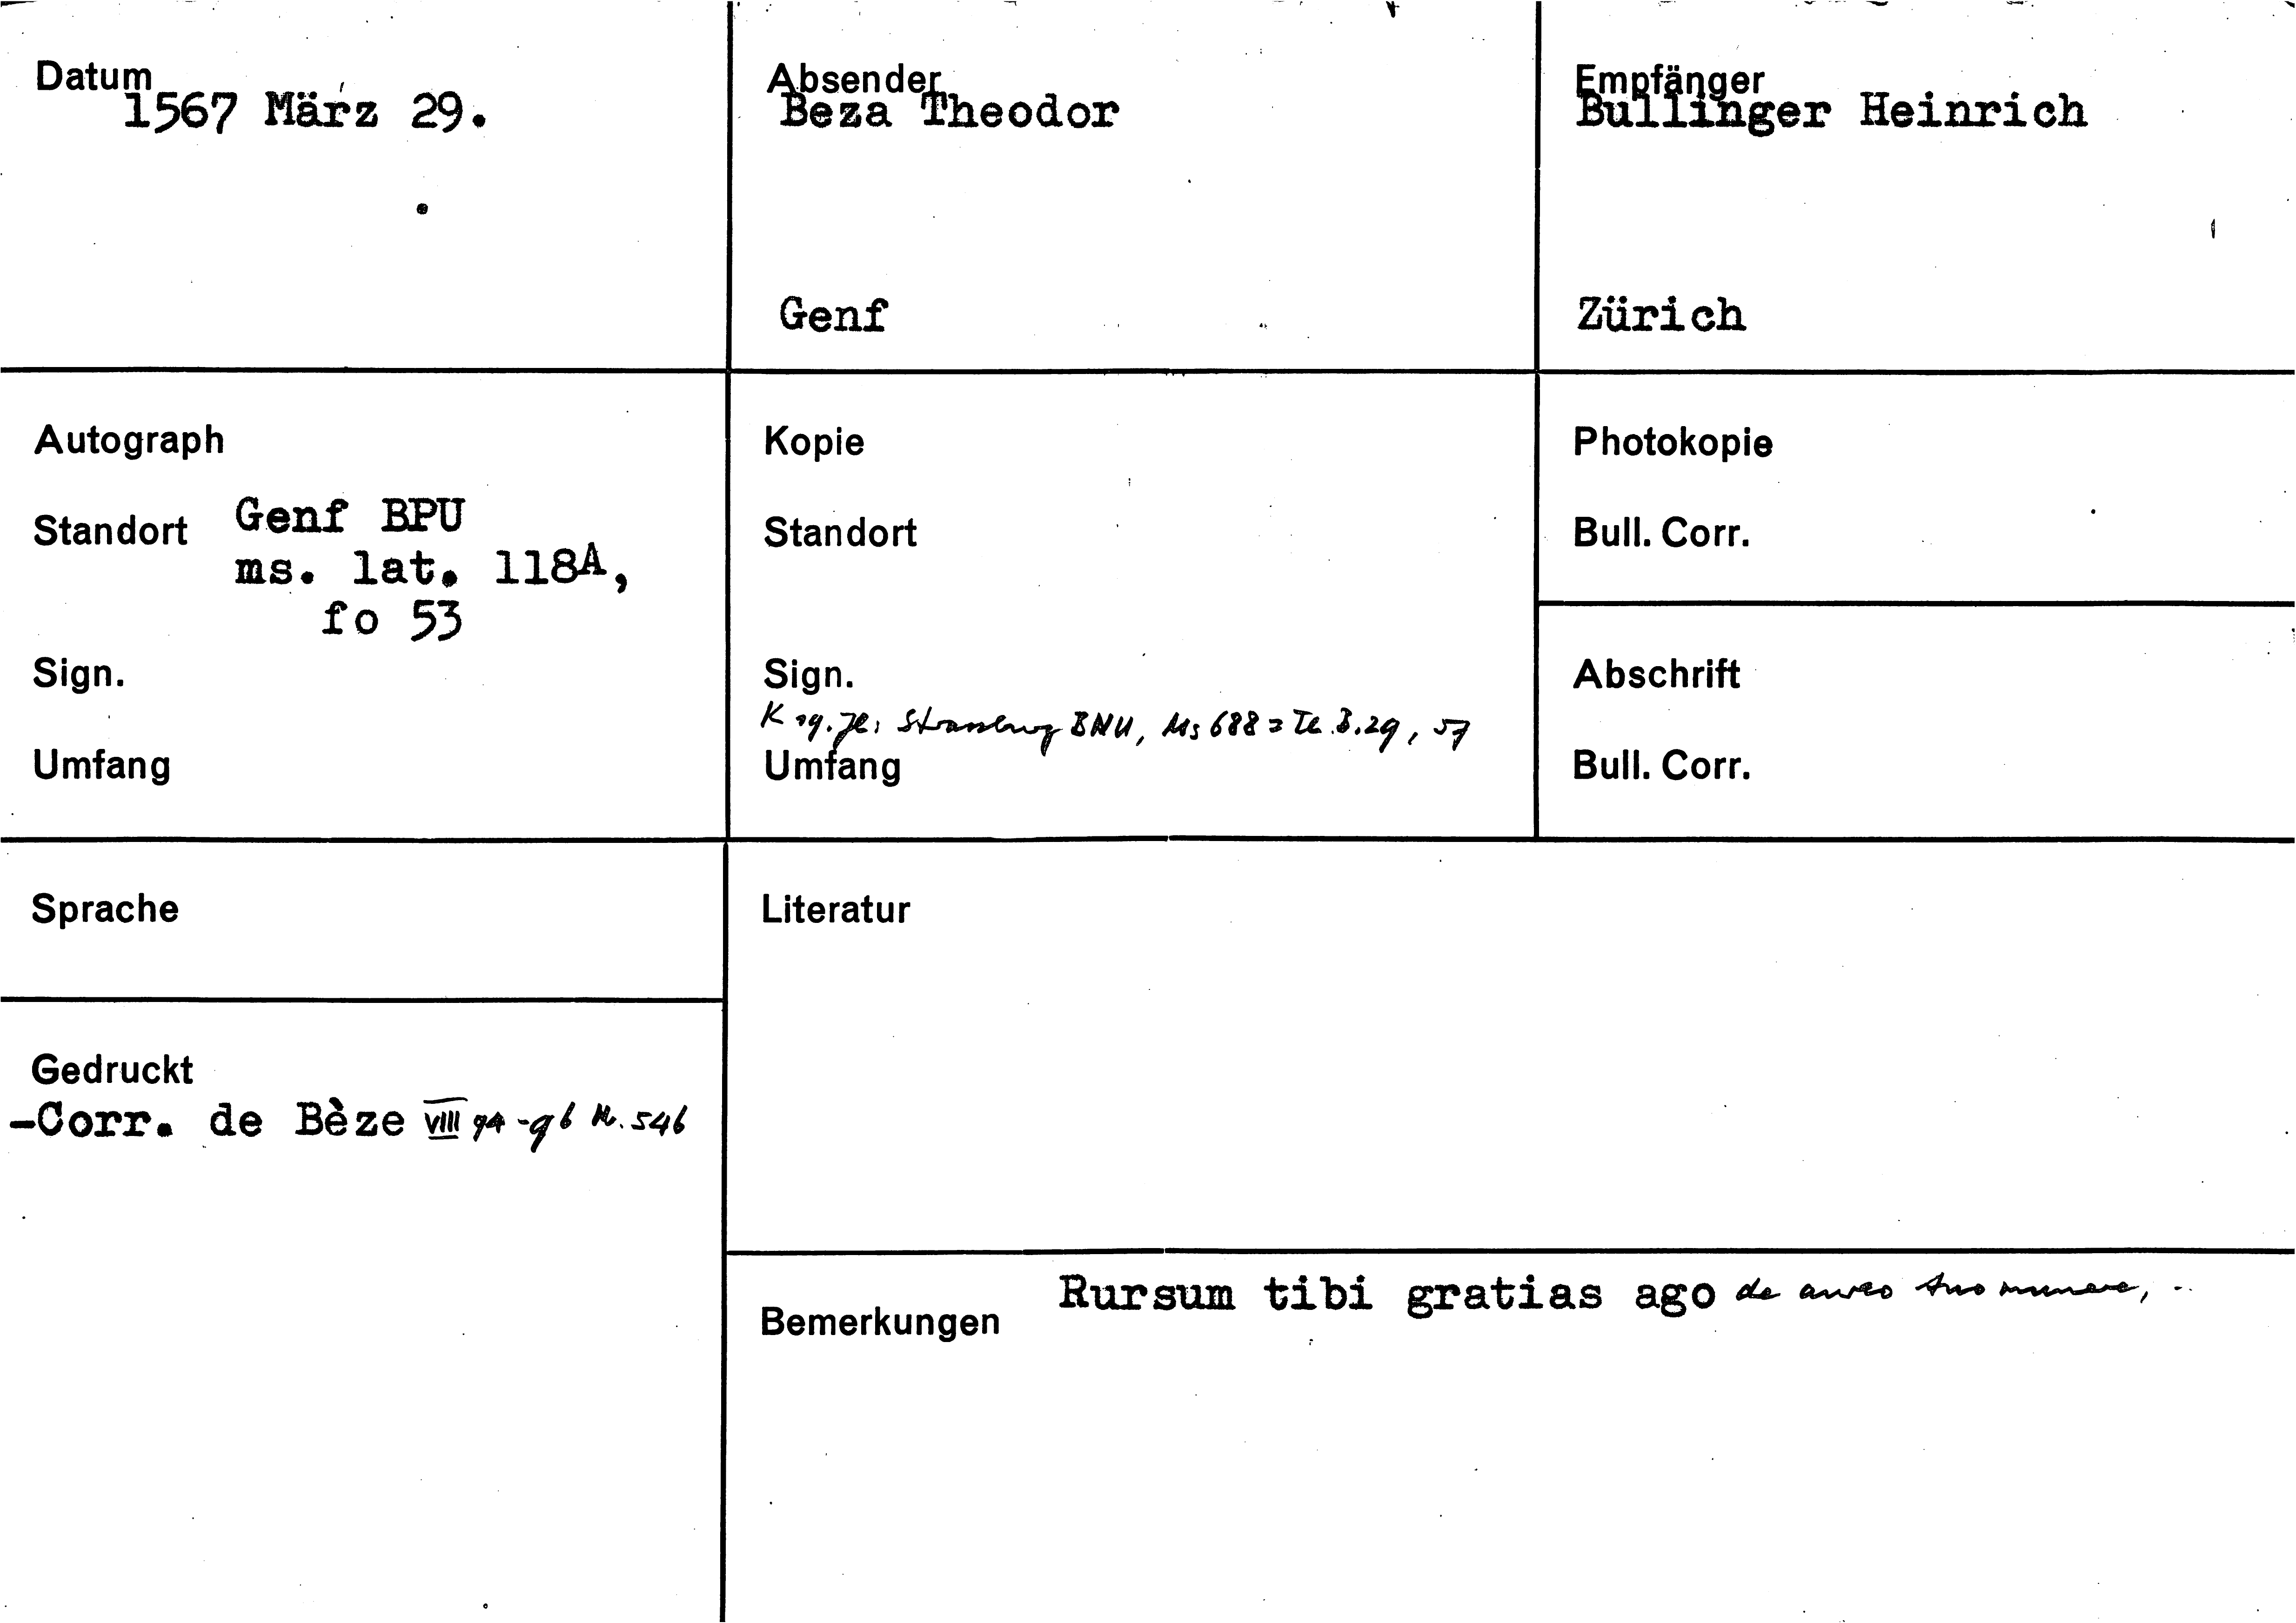 Datum
1567 März 29.
Absender
Beza Theodor
Genf
Empfänger
Bullinger Heinrich
Zürich
Autograph
Standort Genf BPU
ms. lat. 118A,
fo 53
Sign.
Umfang
Kopie
Standort
Sign.
K Strassburg BNU, Ms 688 = Th. B. 29, 57
Umfang
Photokopie
Bull. Corr.
Abschrift
Bull. Corr.
Sprache
Gedruckt
-Corr. de Bèze VIII 94-96 Nr. 546
Literatur
Bemerkungen Rursum tibi gratias ago de aureo tuo munere, ..